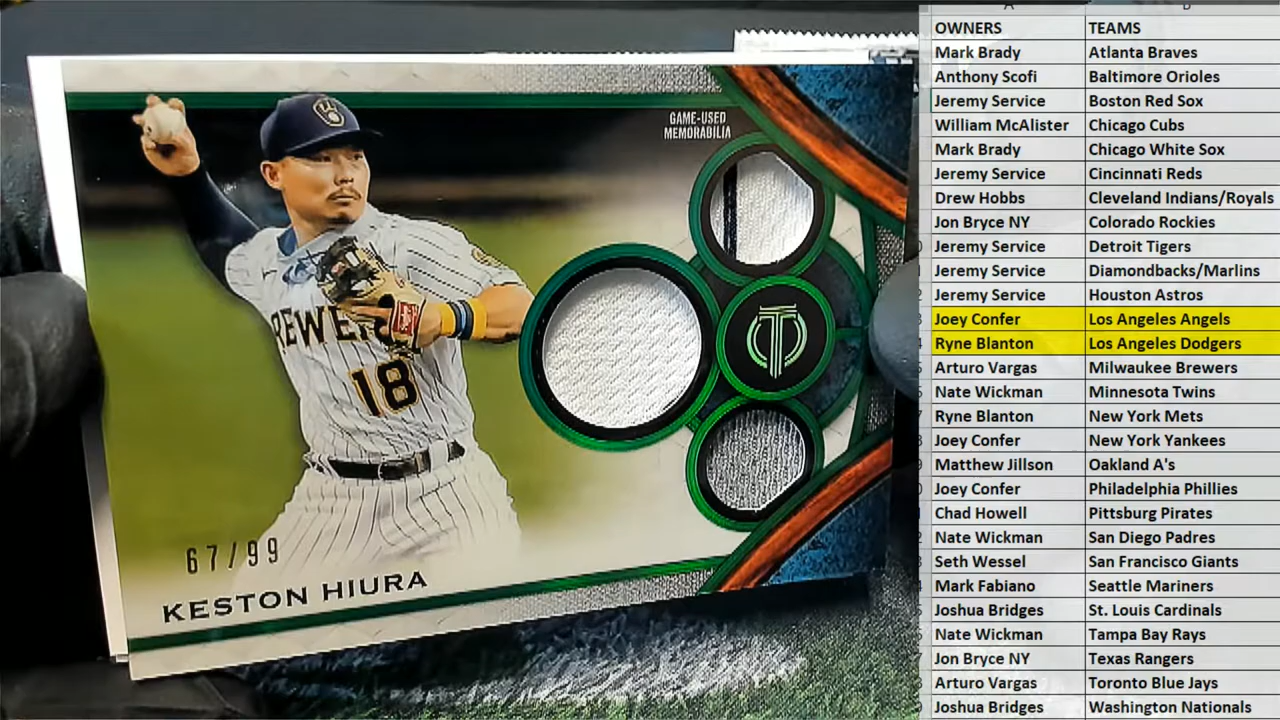 GAME-USED
MEMORABILIA
BREWERS
18
67/99
KESTON HIURA
A B
OWNERS TEAMS
Mark Brady Atlanta Braves
Anthony Scofi Baltimore Orioles
Jeremy Service Boston Red Sox
William McAlister Chicago Cubs
Mark Brady Chicago White Sox
Jeremy Service Cincinnati Reds
Drew Hobbs Cleveland Indians/Royals
Jon Bryce NY Colorado Rockies
Jeremy Service Detroit Tigers
Jeremy Service Diamondbacks/Marlins
Jeremy Service Houston Astros
Joey Confer Los Angeles Angels
Ryne Blanton Los Angeles Dodgers
Arturo Vargas Milwaukee Brewers
Nate Wickman Minnesota Twins
Ryne Blanton New York Mets
Joey Confer New York Yankees
Matthew Jillson Oakland A's
Joey Confer Philadelphia Phillies
Chad Howell Pittsburg Pirates
Nate Wickman San Diego Padres
Seth Wessel San Francisco Giants
Mark Fabiano Seattle Mariners
Joshua Bridges St. Louis Cardinals
Nate Wickman Tampa Bay Rays
Jon Bryce NY Texas Rangers
Arturo Vargas Toronto Blue Jays
Joshua Bridges Washington Nationals